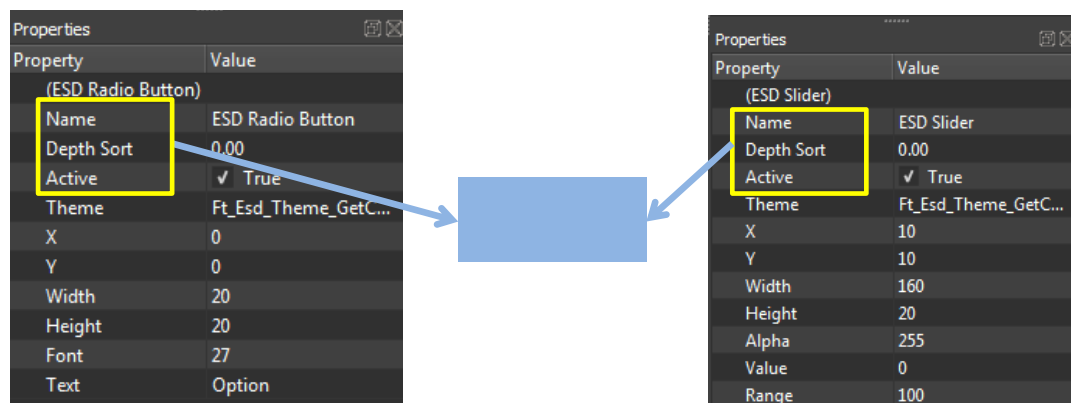 Properties
Property Value
(ESD Radio Button)
Name ESD Radio Button
Depth Sort 0.00
Active True
Theme Ft_Esd_Theme_GetC...
X 0
Y 0
Width 20
Height 20
Font 27
Text Option
Properties
Property Value
(ESD Slider)
Name ESD Slider
Depth Sort 0.00
Active True
Theme Ft_Esd_Theme_GetC...
X 10
Y 10
Width 160
Height 20
Alpha 255
Value 0
Range 100